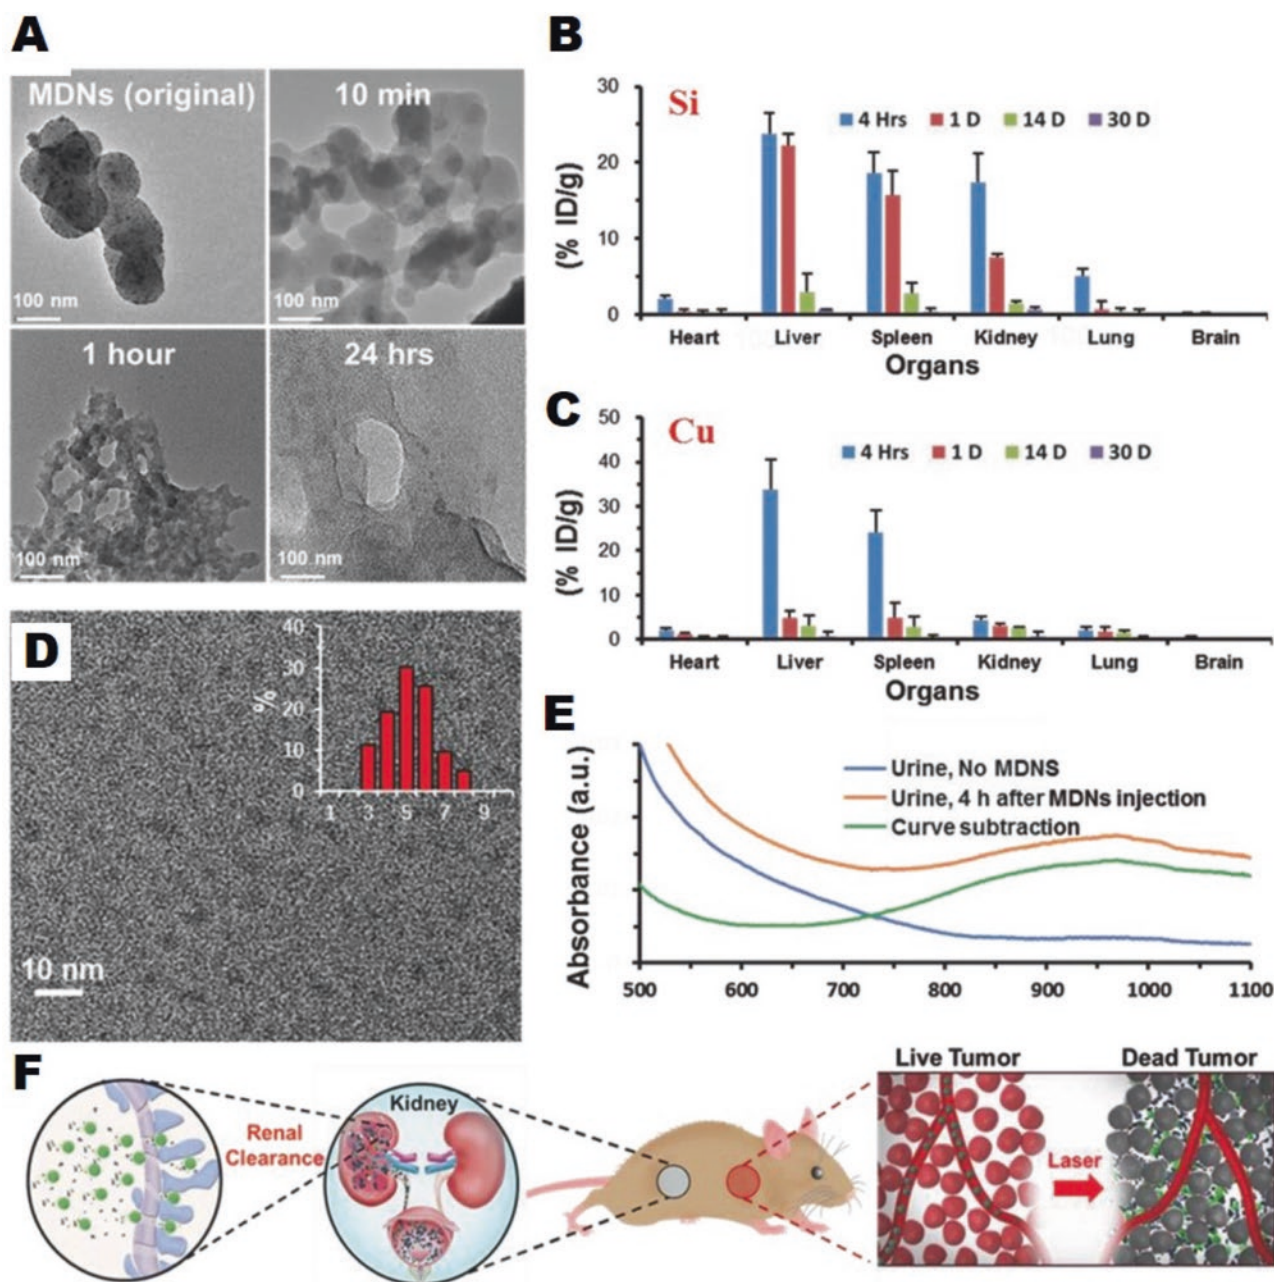 A
MDNs (original)
10 min
100 nm
100 nm
1 hour
24 hrs
100 nm
100 nm
B
Si
4 Hrs 1 D 14 D 30 D
(% ID/g)
30
20
10
0
Heart Liver Spleen Kidney Lung Brain
Organs
C
Cu
4 Hrs 1 D 14 D 30 D
(% ID/g)
50
40
30
20
10
0
Heart Liver Spleen Kidney Lung Brain
Organs
D
%
40
30
20
10
0
1 3 5 7 9
10 nm
E
Absorbance (a.u.)
Urine, No MDNS
Urine, 4 h after MDNs injection
Curve subtraction
500 600 700 800 900 1000 1100
F
Renal
Clearance
Kidney
Live Tumor
Dead Tumor
Laser